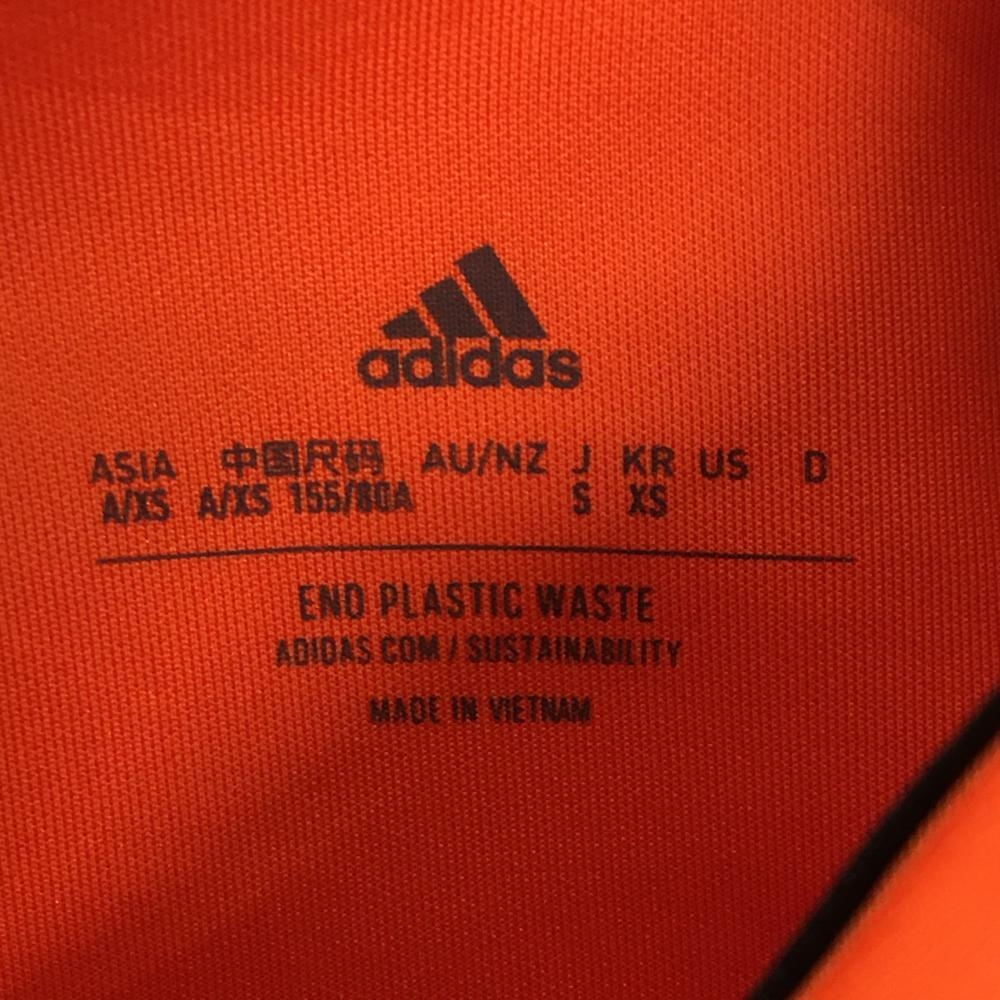 adidas
ASIA 中国尺码 AU/NZ J KR US D
A/XS A/XS 155/80A S XS
END PLASTIC WASTE
ADIDAS.COM / SUSTAINABILITY
MADE IN VIETNAM